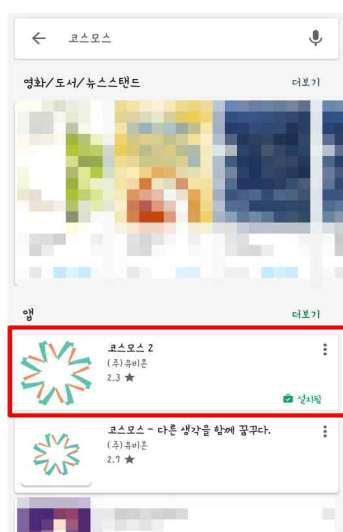 코스모스
영화/도서/뉴스스탠드 더보기
앱 더보기
코스모스 2
(주)유비온
2.3 ★
설치됨
코스모스 - 다른 생각을 함께 꿈꾸다.
(주)유비온
2.7 ★